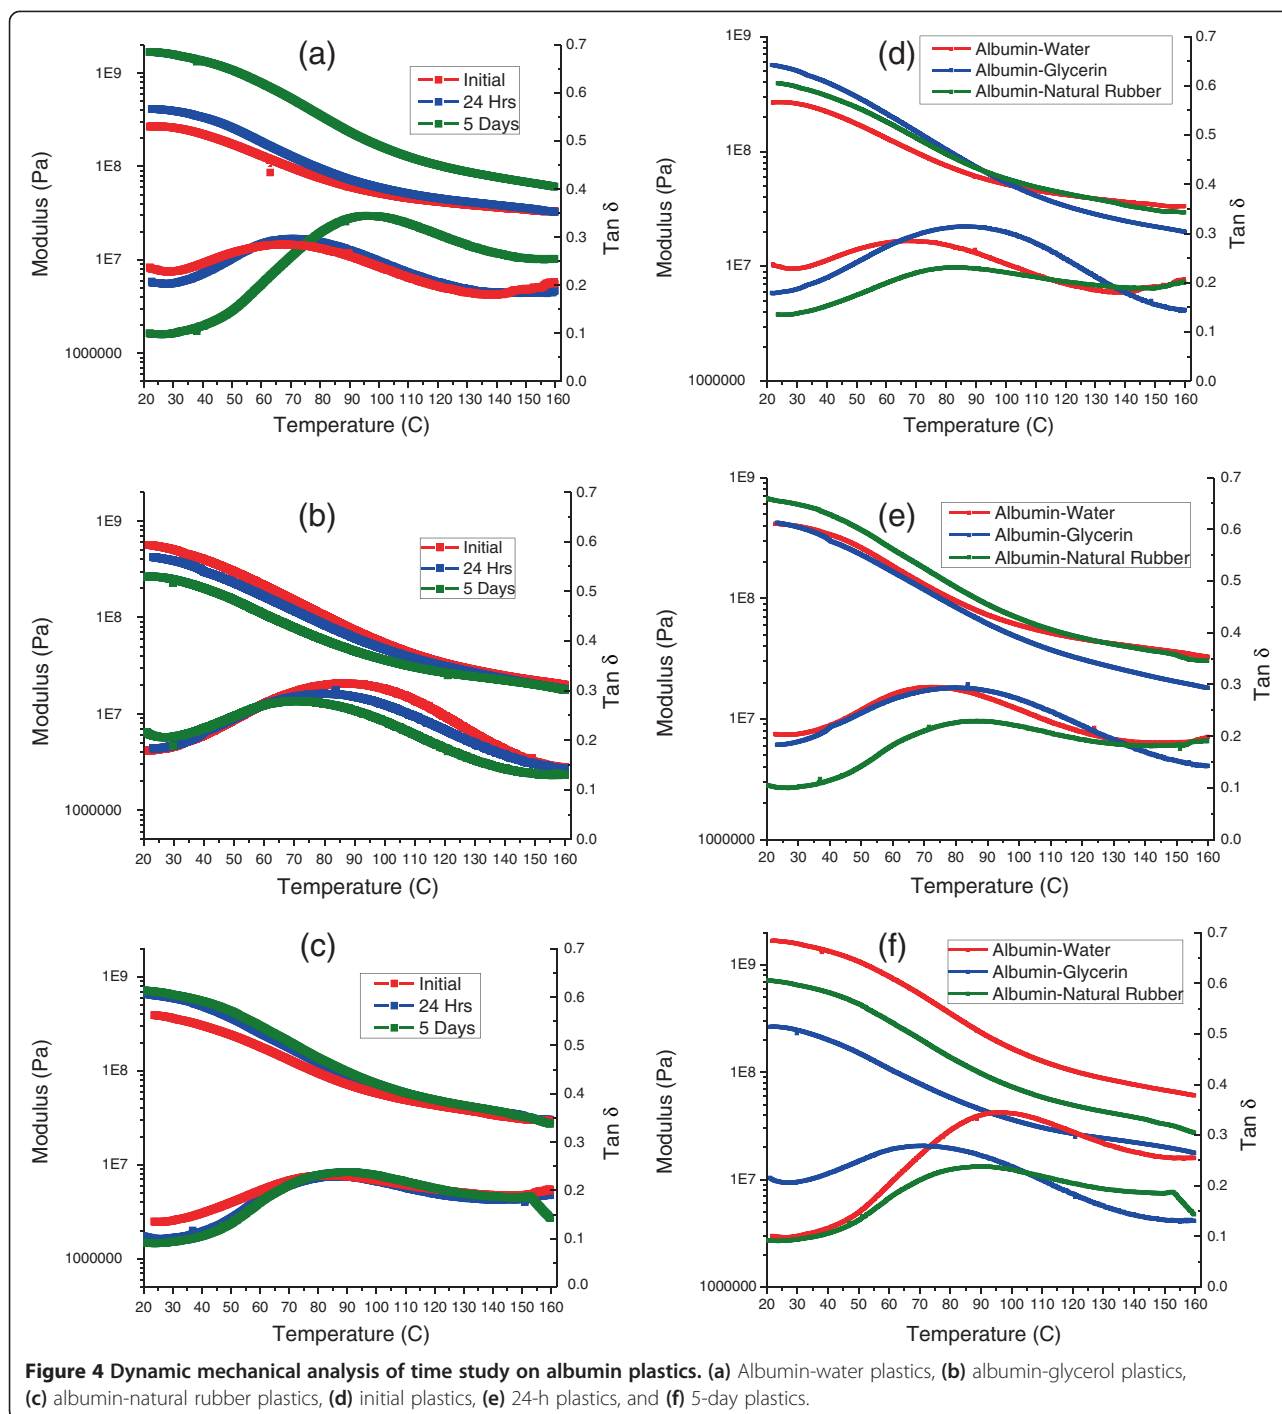 (a)
Initial
24 Hrs
5 Days
1E9
1E8
1E7
1000000
Modulus (Pa)
0.7
0.6
0.5
0.4
0.3
0.2
0.1
0.0
Tan δ
20 30 40 50 60 70 80 90 100 110 120 130 140 150 160
Temperature (C)
(d)
Albumin-Water
Albumin-Glycerin
Albumin-Natural Rubber
1E9
1E8
1E7
1000000
Modulus (Pa)
0.7
0.6
0.5
0.4
0.3
0.2
0.1
0.0
Tan δ
20 30 40 50 60 70 80 90 100 110 120 130 140 150 160
Temperature (C)
(b)
Initial
24 Hrs
5 Days
1E9
1E8
1E7
1000000
Modulus (Pa)
0.7
0.6
0.5
0.4
0.3
0.2
0.1
0.0
Tan δ
20 30 40 50 60 70 80 90 100 110 120 130 140 150 160
Temperature (C)
(e)
Albumin-Water
Albumin-Glycerin
Albumin-Natural Rubber
1E9
1E8
1E7
1000000
Modulus (Pa)
0.7
0.6
0.5
0.4
0.3
0.2
0.1
0.0
Tan δ
20 30 40 50 60 70 80 90 100 110 120 130 140 150 160
Temperature (C)
(c)
Initial
24 Hrs
5 Days
1E9
1E8
1E7
1000000
Modulus (Pa)
0.7
0.6
0.5
0.4
0.3
0.2
0.1
0.0
Tan δ
20 30 40 50 60 70 80 90 100 110 120 130 140 150 160
Temperature (C)
(f)
Albumin-Water
Albumin-Glycerin
Albumin-Natural Rubber
1E9
1E8
1E7
1000000
Modulus (Pa)
0.7
0.6
0.5
0.4
0.3
0.2
0.1
0.0
Tan δ
20 30 40 50 60 70 80 90 100 110 120 130 140 150 160
Temperature (C)
Figure 4 Dynamic mechanical analysis of time study on albumin plastics. (a) Albumin-water plastics, (b) albumin-glycerol plastics,
(c) albumin-natural rubber plastics, (d) initial plastics, (e) 24-h plastics, and (f) 5-day plastics.